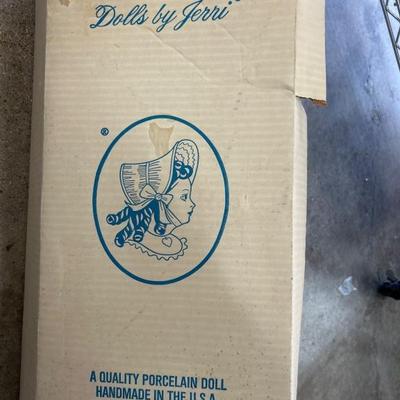 Dolls by Jerri
®
A QUALITY PORCELAIN DOLL
HANDMADE IN THE U.S.A.